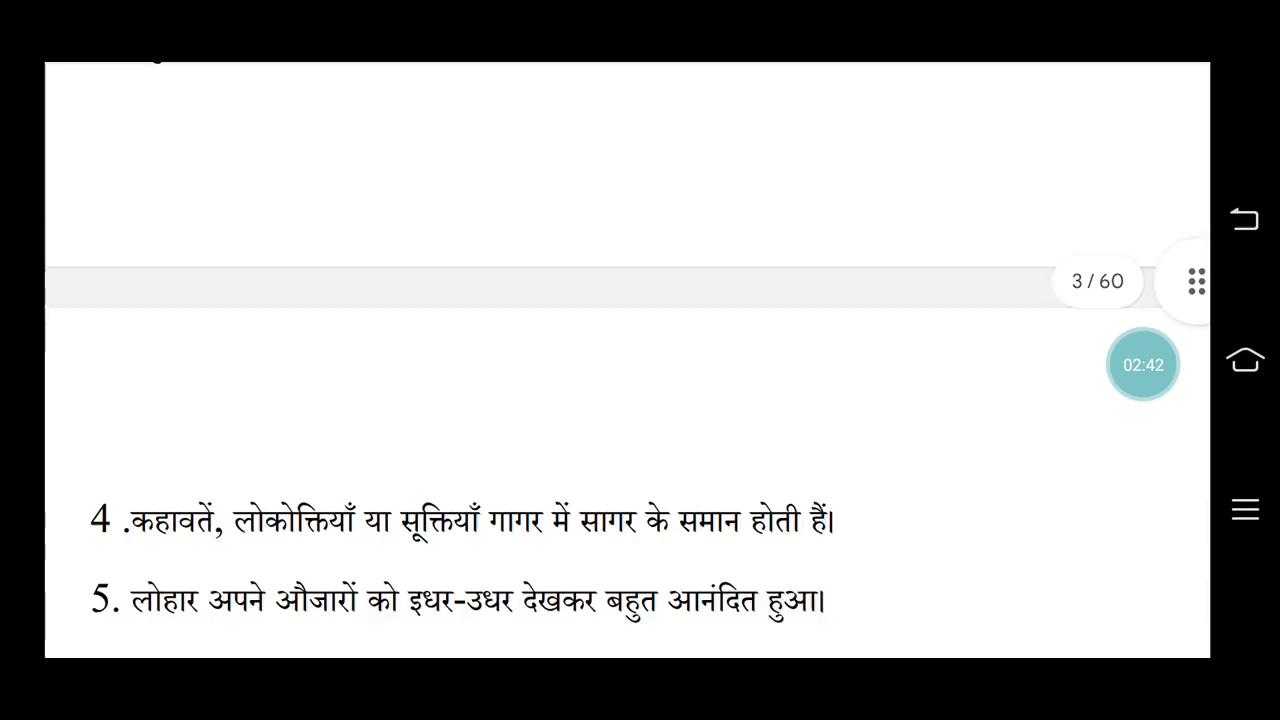 3 / 60
02:42
4 .कहावतें, लोकोक्तियाँ या सूक्तियाँ गागर में सागर के समान होती हैं।
5. लोहार अपने औजारों को इधर-उधर देखकर बहुत आनंदित हुआ।